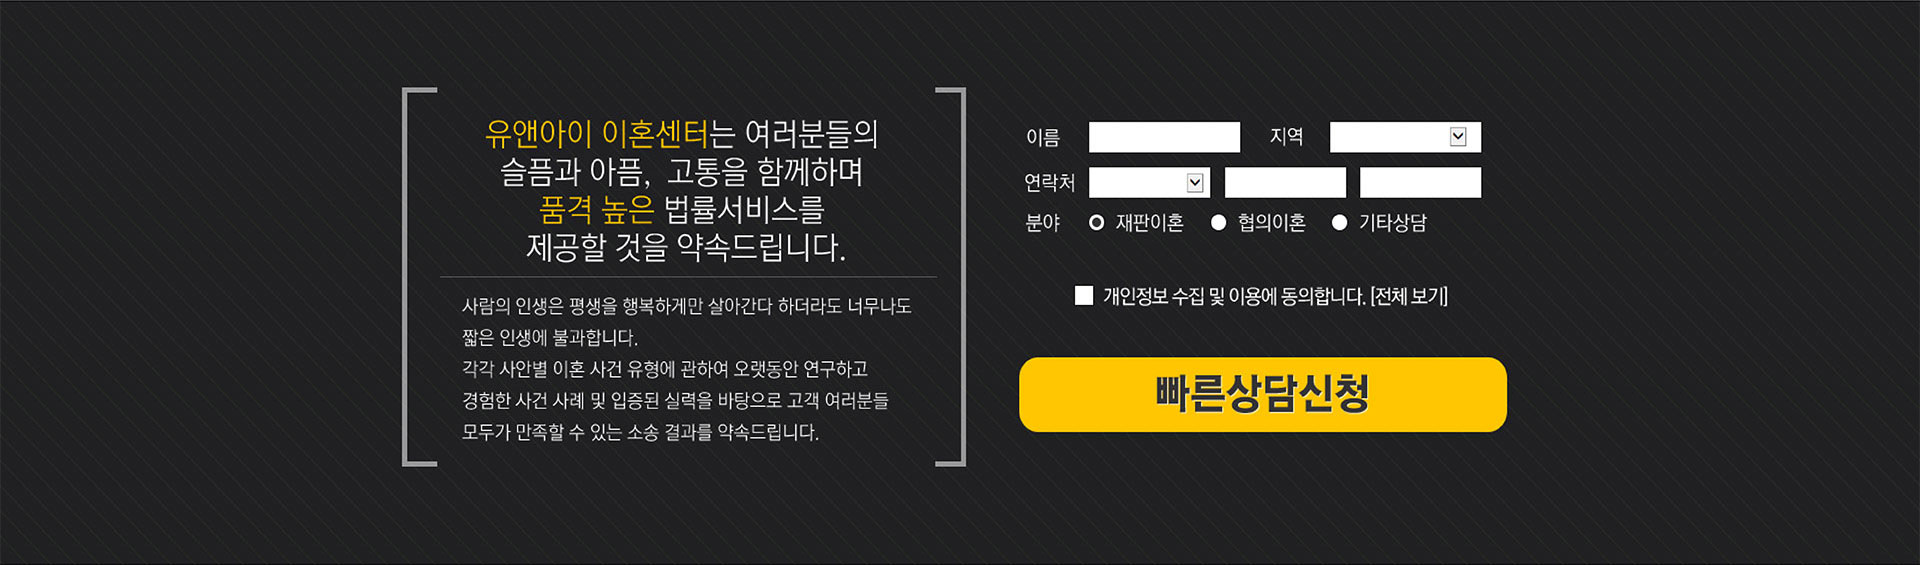 유앤아이 이혼센터는 여러분들의
슬픔과 아픔, 고통을 함께하며
품격 높은 법률서비스를
제공할 것을 약속드립니다.
사람의 인생은 평생을 행복하게만 살아간다 하더라도 너무나도
짧은 인생에 불과합니다.
각각 사안별 이혼 사건 유형에 관하여 오랫동안 연구하고
경험한 사건 사례 및 입증된 실력을 바탕으로 고객 여러분들
모두가 만족할 수 있는 소송 결과를 약속드립니다.
이름 지역
연락처
분야 재판이혼 협의이혼 기타상담
개인정보 수집 및 이용에 동의합니다. [전체 보기]
빠른상담신청